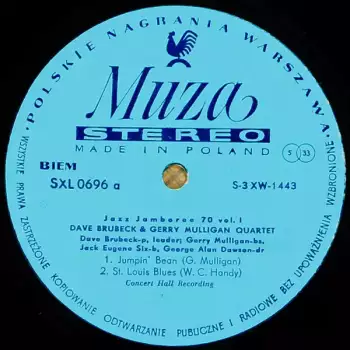 · POLSKIE NAGRANIA WARSZAWA ·
Muza
STEREO
MADE IN POLAND
S 33
BIEM
SXL 0696 a
S-3 XW-1443
Jazz Jamboree 70 vol. I
DAVE BRUBECK & GERRY MULLIGAN QUARTET
Dave Brubeck-p, leader; Gerry Mulligan-bs,
Jack Eugene Six-b, George Alan Dawson-dr
1. Jumpin' Bean (G. Mulligan)
2. St. Louis Blues (W. C. Handy)
Concert Hall Recording
WSZYSTKIE PRAWA ZASTRZEŻONE KOPIOWANIE ODTWARZANIE PUBLICZNE I RADIOWE BEZ UPOWAŻNIENIA WZBRONIONE